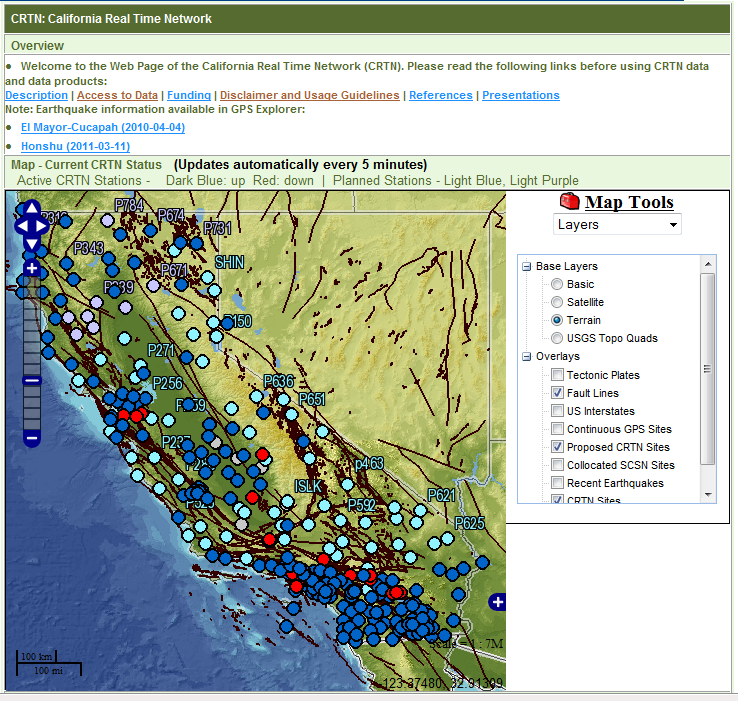 CRTN: California Real Time Network
Overview
Welcome to the Web Page of the California Real Time Network (CRTN). Please read the following links before using CRTN data
and data products:
Description | Access to Data | Funding | Disclaimer and Usage Guidelines | References | Presentations
Note: Earthquake information available in GPS Explorer:
El Mayor-Cucapah (2010-04-04)
Honshu (2011-03-11)
Map - Current CRTN Status (Updates automatically every 5 minutes)
Active CRTN Stations - Dark Blue: up Red: down | Planned Stations - Light Blue, Light Purple
Map Tools
Layers
Base Layers
Basic
Satellite
Terrain
USGS Topo Quads
Overlays
Tectonic Plates
Fault Lines
US Interstates
Continuous GPS Sites
Proposed CRTN Sites
Collocated SCSN Sites
Recent Earthquakes
CRTN Sites
P784
P674
P731
P343
P671
SHIN
P271
P256
P636
P651
p463
ISLK
P592
P621
P625
Scale = 1 : 7M
100 km
100 mi
-123.37480, 32.91309